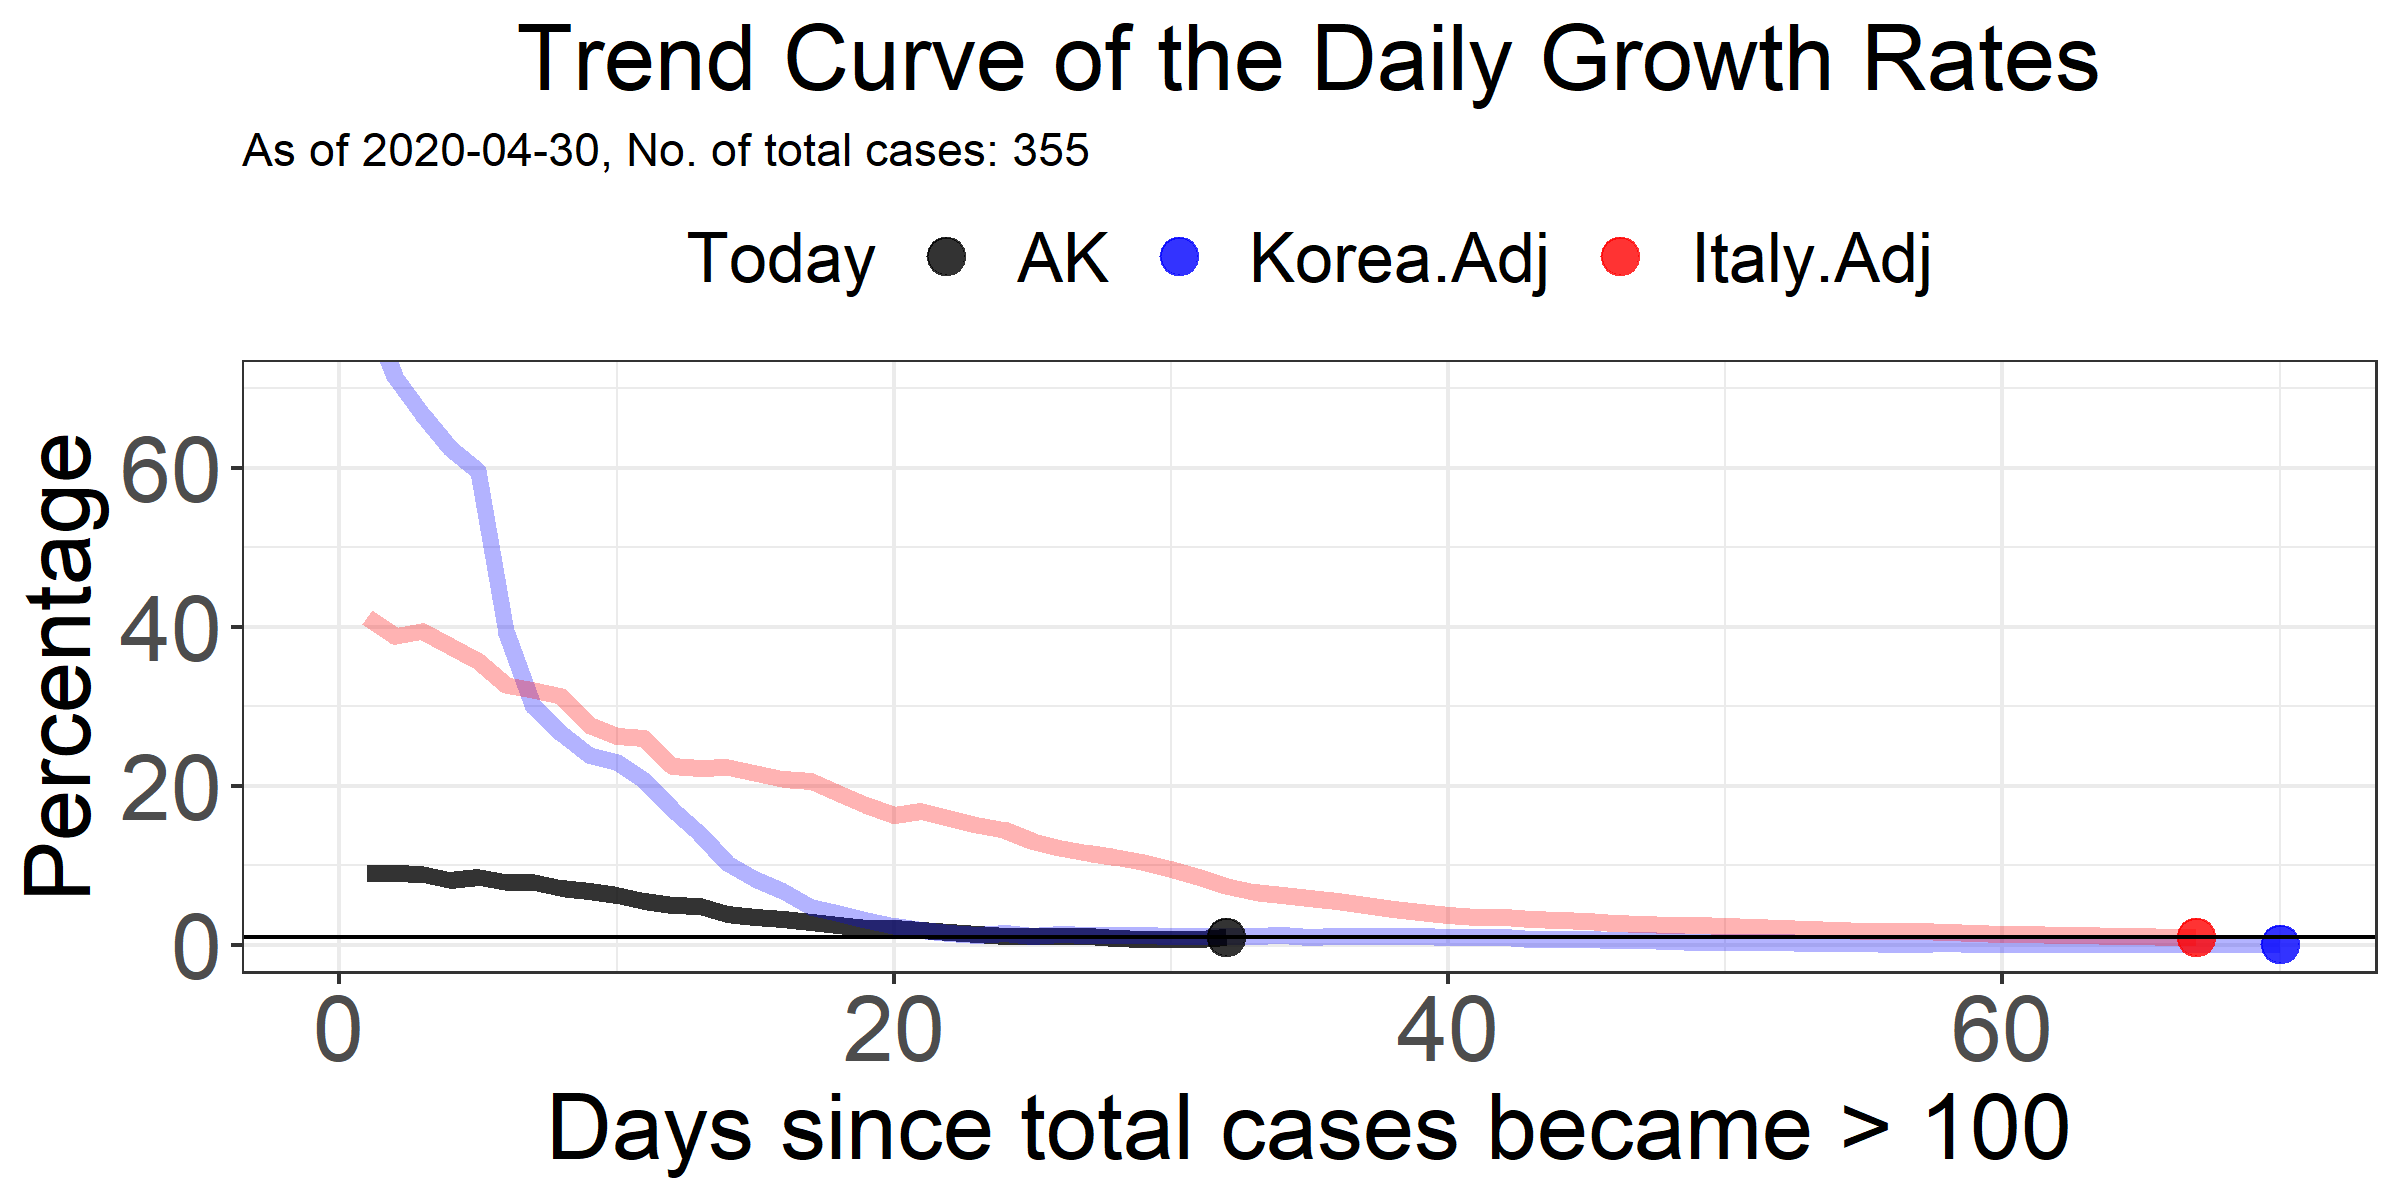 Trend Curve of the Daily Growth Rates
As of 2020-04-30, No. of total cases: 355
Today AK Korea.Adj Italy.Adj
Percentage
60
40
20
0
0 20 40 60
Days since total cases became > 100